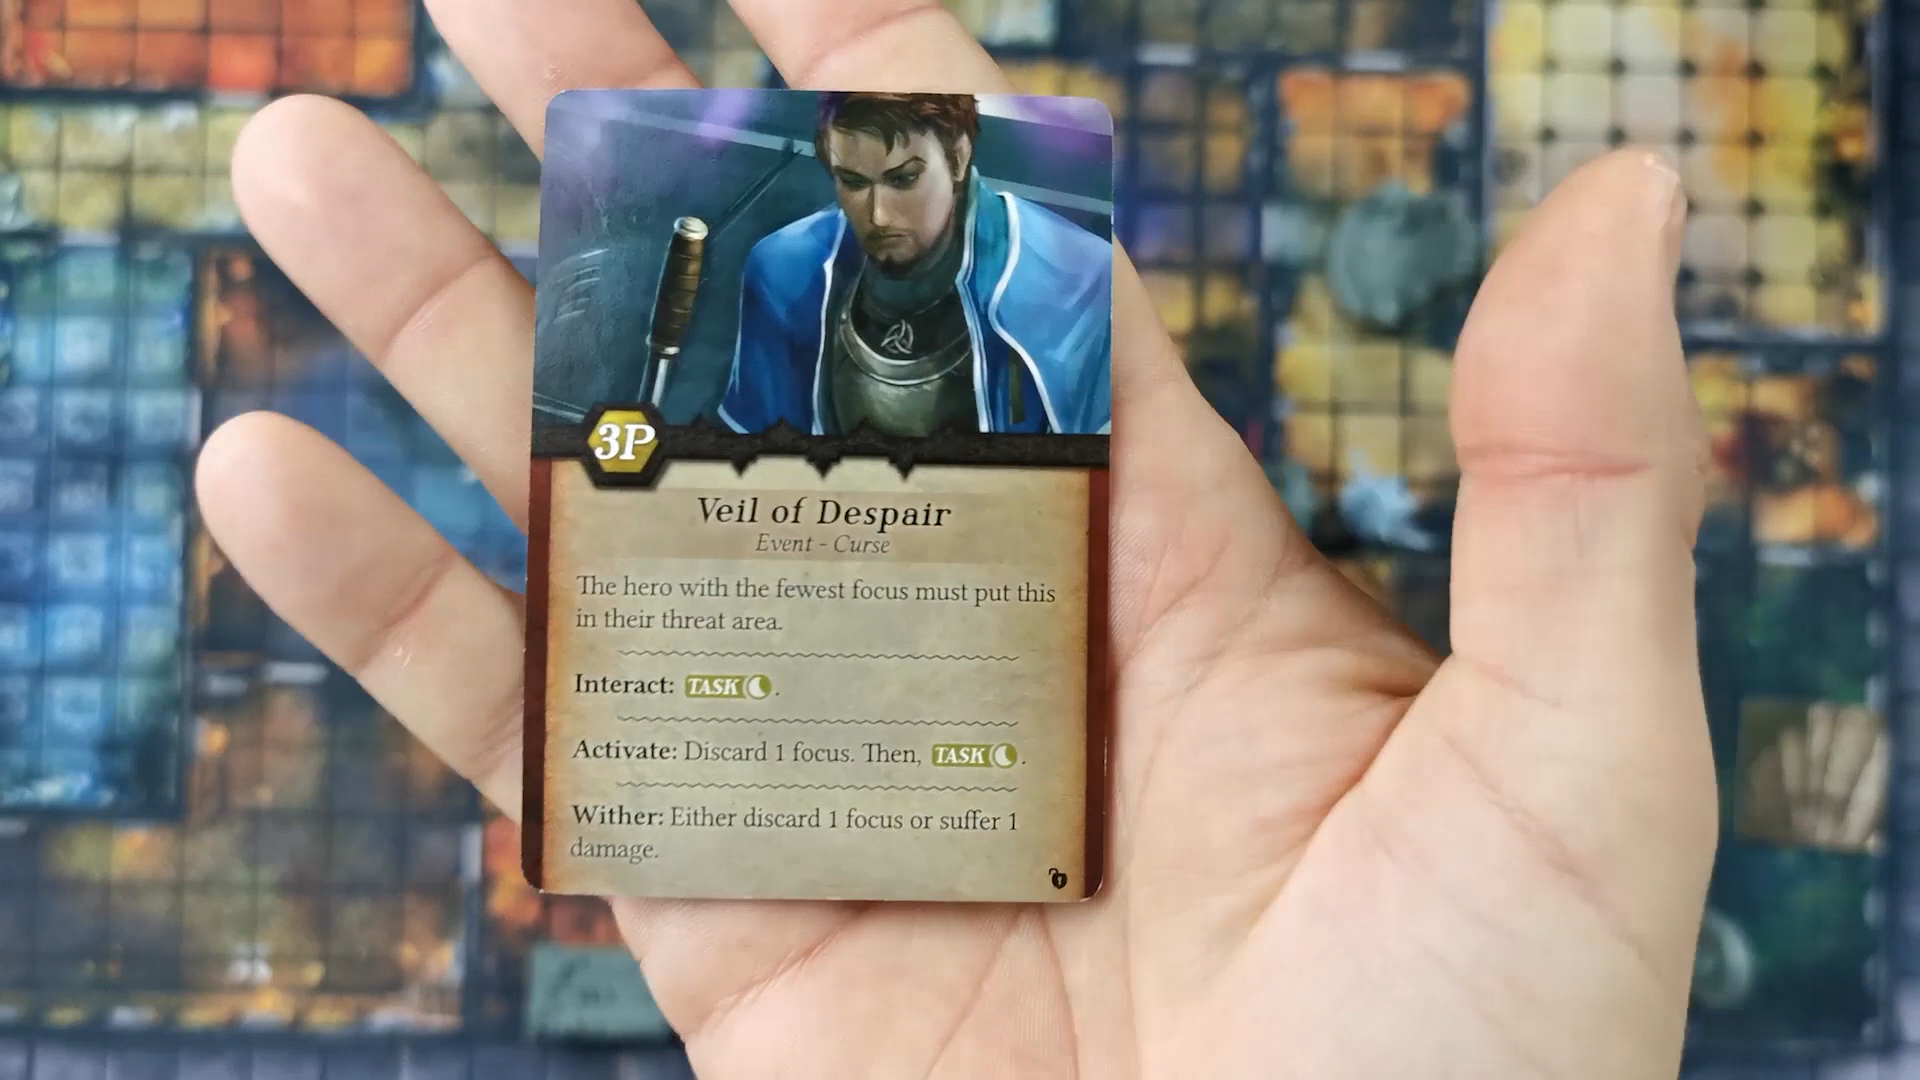 3P
Veil of Despair
Event - Curse
The hero with the fewest focus must put this
in their threat area.
Interact: TASK.
Activate: Discard 1 focus. Then, TASK.
Wither: Either discard 1 focus or suffer 1
damage.